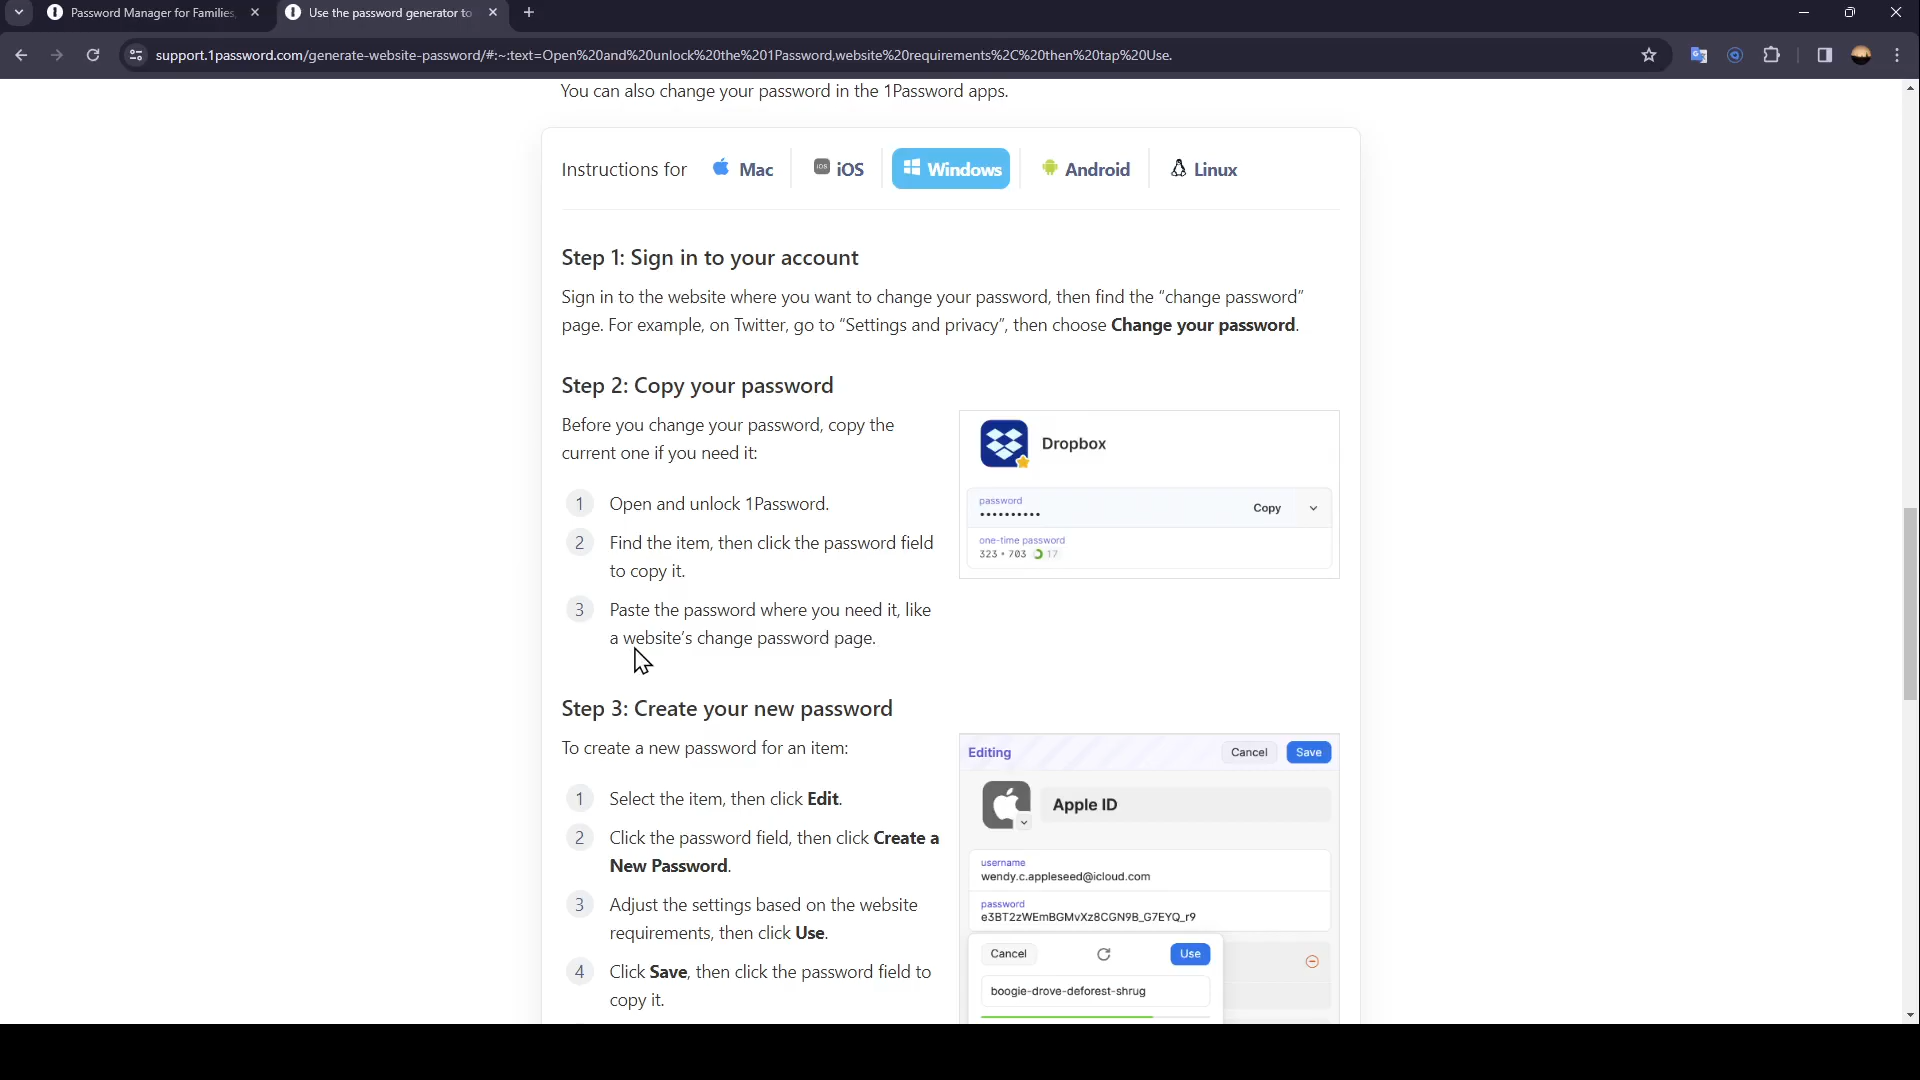 Password Manager for Families,
Use the password generator to
support.1password.com/generate-website-password/#:~:text=Open%20and%20unlock%20the%201Password,website%20requirements%2C%20then%20tap%20Use.
You can also change your password in the 1Password apps.
Instructions for
Mac
iOS
iOS
Windows
Android
Linux
Step 1: Sign in to your account
Sign in to the website where you want to change your password, then find the “change password”
page. For example, on Twitter, go to “Settings and privacy”, then choose Change your password.
Step 2: Copy your password
Before you change your password, copy the
current one if you need it:
1 Open and unlock 1Password.
2 Find the item, then click the password field
to copy it.
3 Paste the password where you need it, like
a website’s change password page.
Dropbox
password
••••••••••
Copy
one-time password
323 • 703 17
Step 3: Create your new password
To create a new password for an item:
1 Select the item, then click Edit.
2 Click the password field, then click Create a
New Password.
3 Adjust the settings based on the website
requirements, then click Use.
4 Click Save, then click the password field to
copy it.
Editing
Cancel
Save
Apple ID
username
wendy.c.appleseed@icloud.com
password
e3BT2zWEmBGMvXz8CGN9B_G7EYQ_r9
Cancel
Use
boogie-drove-deforest-shrug